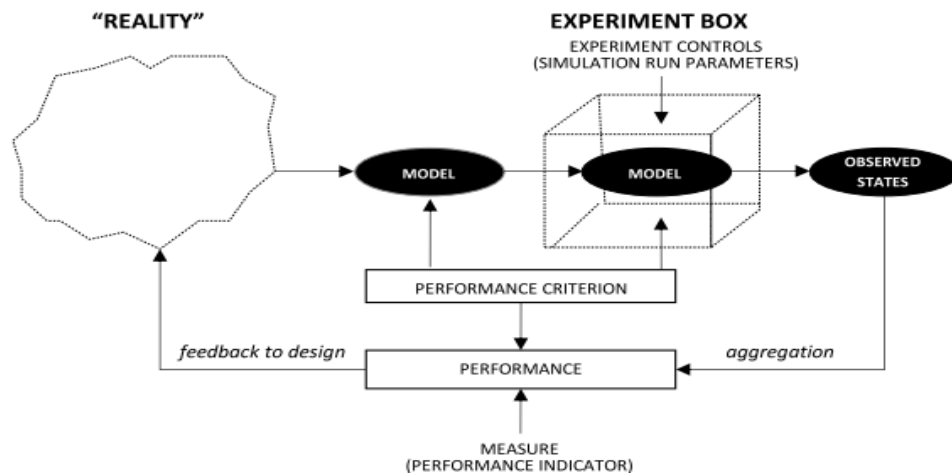 “REALITY”
EXPERIMENT BOX
EXPERIMENT CONTROLS
(SIMULATION RUN PARAMETERS)
MODEL
MODEL
OBSERVED
STATES
PERFORMANCE CRITERION
feedback to design
aggregation
PERFORMANCE
MEASURE
(PERFORMANCE INDICATOR)